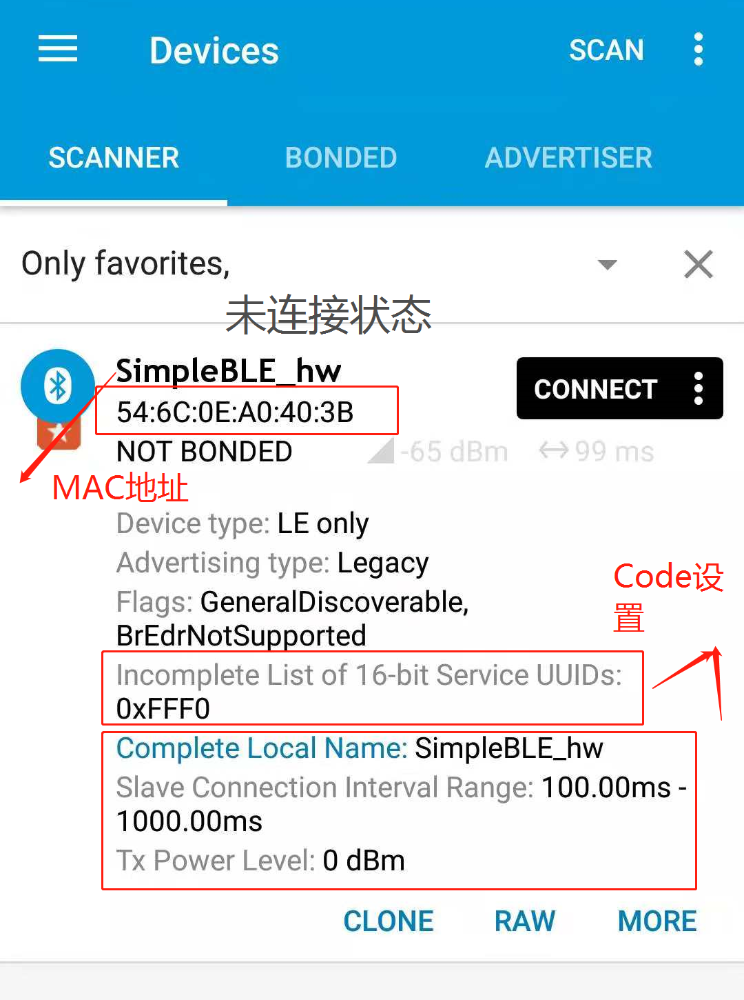 Devices
SCAN
SCANNER
BONDED
ADVERTISER
Only favorites,
未连接状态
SimpleBLE_hw
CONNECT
54:6C:0E:A0:40:3B
NOT BONDED
-65 dBm
99 ms
MAC地址
Device type: LE only
Advertising type: Legacy
Code设
置
Flags: GeneralDiscoverable,
BrEdrNotSupported
Incomplete List of 16-bit Service UUIDs:
0xFFF0
Complete Local Name: SimpleBLE_hw
Slave Connection Interval Range: 100.00ms -
1000.00ms
Tx Power Level: 0 dBm
CLONE
RAW
MORE